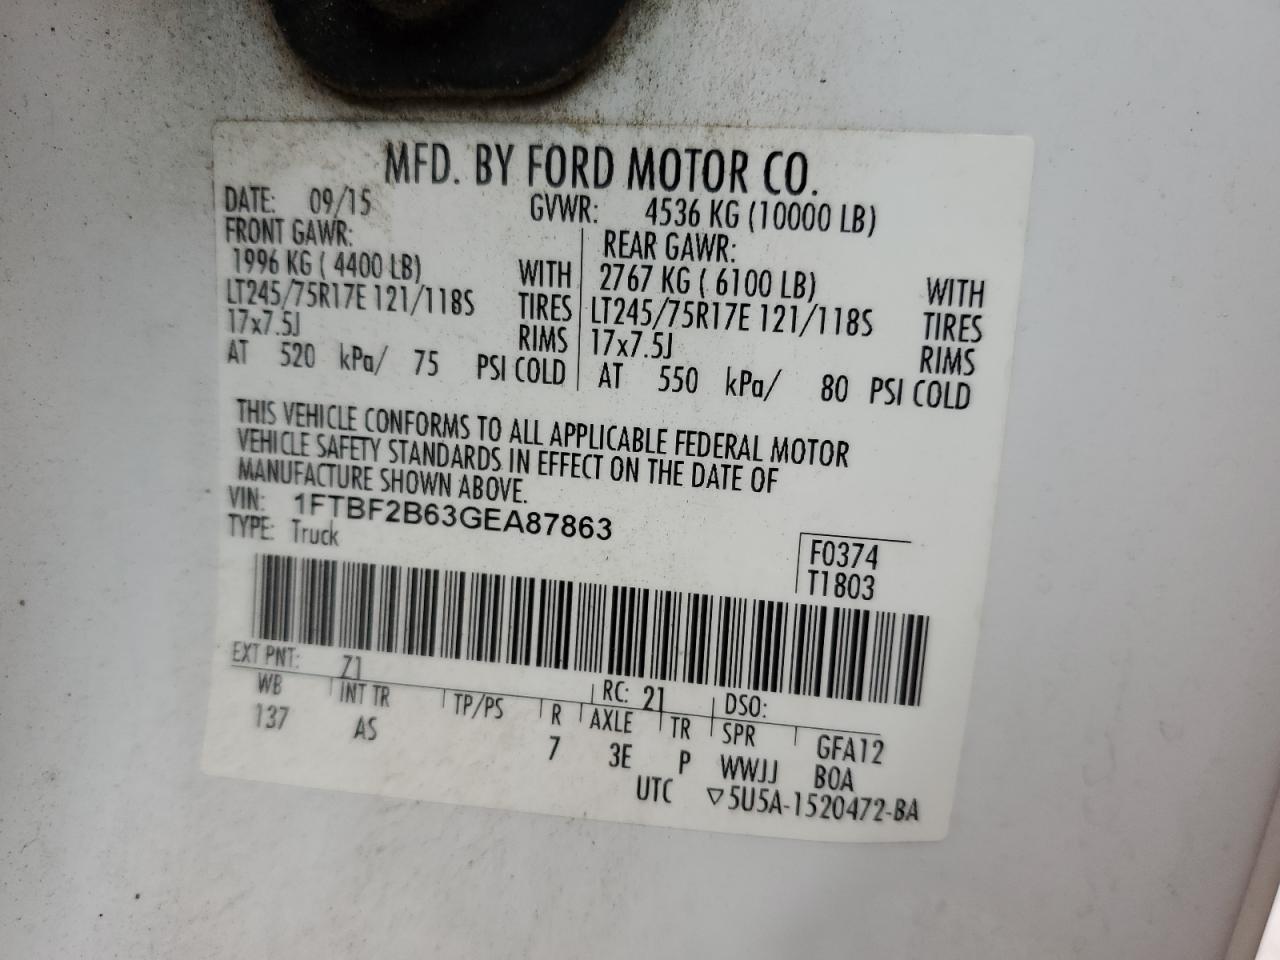 MFD. BY FORD MOTOR CO.
DATE: 09/15 GVWR: 4536 KG (10000 LB)
FRONT GAWR: REAR GAWR:
1996 KG ( 4400 LB) WITH 2767 KG ( 6100 LB) WITH
LT245/75R17E 121/118S TIRES LT245/75R17E 121/118S TIRES
17x7.5J RIMS 17x7.5J RIMS
AT 520 kPa/ 75 PSI COLD AT 550 kPa/ 80 PSI COLD
THIS VEHICLE CONFORMS TO ALL APPLICABLE FEDERAL MOTOR
VEHICLE SAFETY STANDARDS IN EFFECT ON THE DATE OF
MANUFACTURE SHOWN ABOVE.
VIN: 1FTBF2B63GEA87863
TYPE: Truck
F0374
T1803
EXT PNT: Z1 RC: 21 DSO:
WB INT TR TP/PS R AXLE TR SPR GFA12
137 AS 7 3E P WWJJ BOA
UTC ▽5U5A-1520472-BA